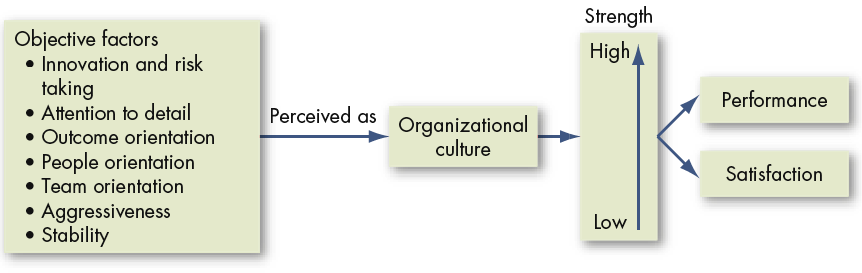 Objective factors
• Innovation and risk
taking
• Attention to detail
• Outcome orientation
• People orientation
• Team orientation
• Aggressiveness
• Stability
Perceived as
Organizational
culture
Strength
High
Low
Performance
Satisfaction